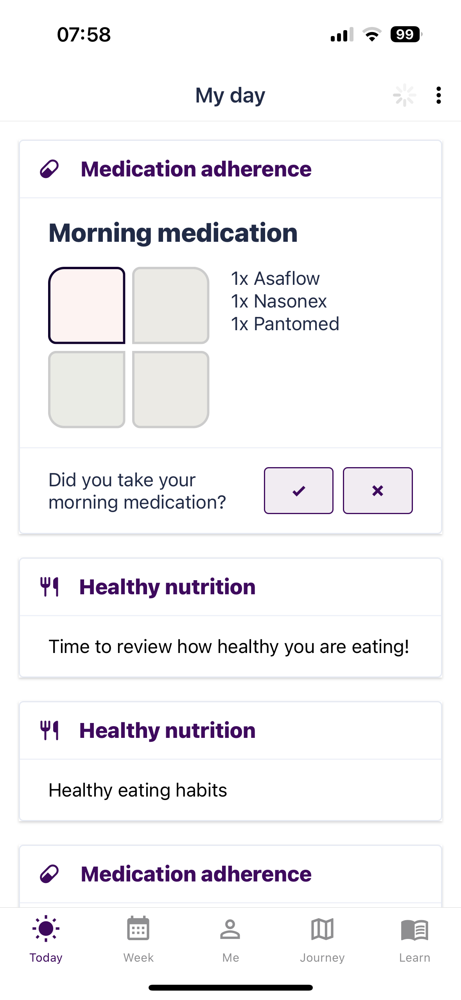 07:58
99
My day
Medication adherence
Morning medication
1x Asaflow
1x Nasonex
1x Pantomed
Did you take your
morning medication?
Healthy nutrition
Time to review how healthy you are eating!
Healthy nutrition
Healthy eating habits
Medication adherence
Today
Week
Me
Journey
Learn